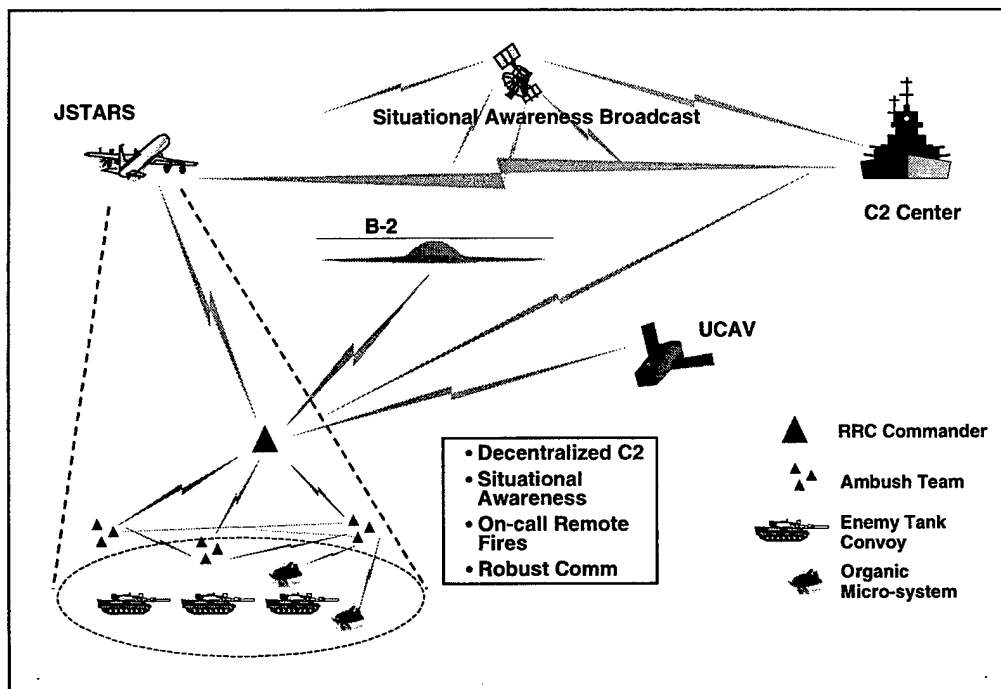 Situational Awareness Broadcast
JSTARS
C2 Center
B-2
UCAV
• Decentralized C2
• Situational
Awareness
• On-call Remote
Fires
• Robust Comm
RRC Commander
Ambush Team
Enemy Tank
Convoy
Organic
Micro-system